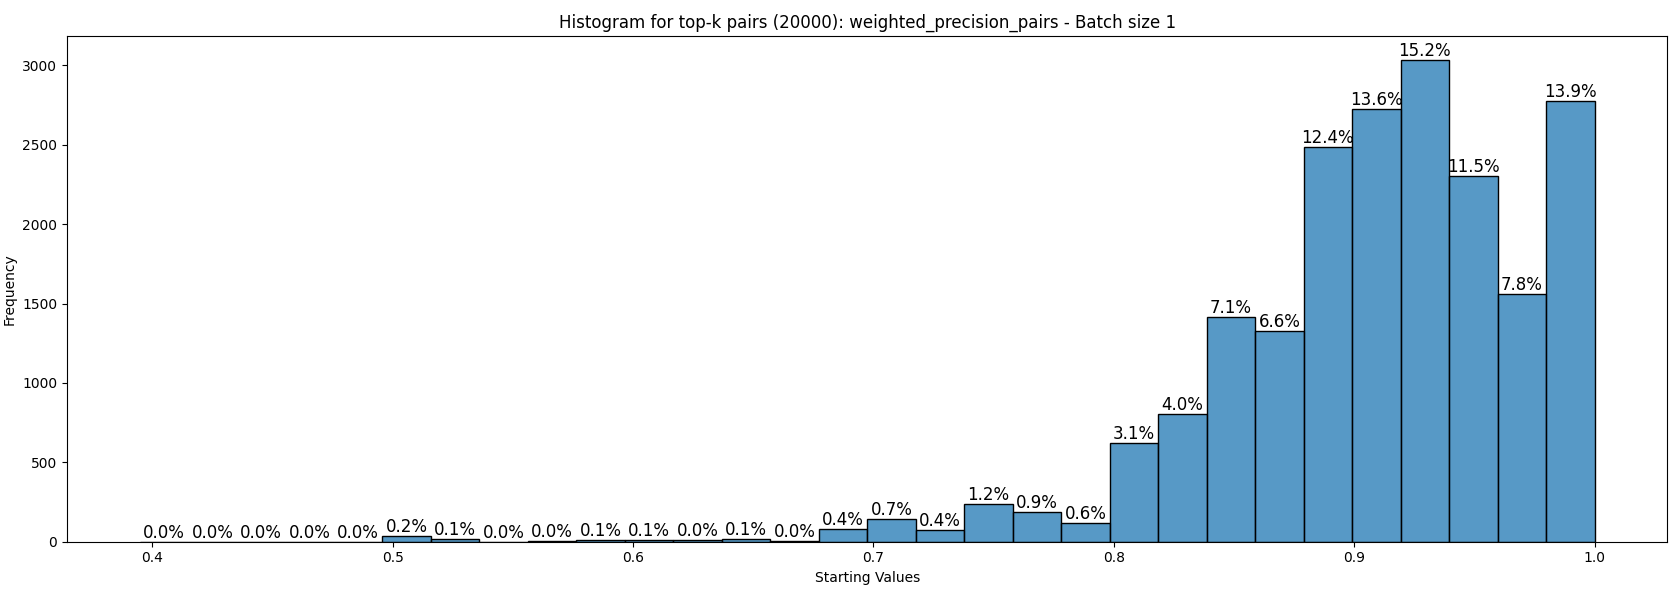 Histogram for top-k pairs (20000): weighted_precision_pairs - Batch size 1
Frequency
3000
2500
2000
1500
1000
500
0
0.0% 0.0% 0.0% 0.0% 0.0% 0.2% 0.1% 0.0% 0.0% 0.1% 0.1% 0.0% 0.1% 0.0% 0.4% 0.7% 0.4% 1.2% 0.9% 0.6% 3.1% 4.0% 7.1% 6.6% 12.4% 13.6% 15.2% 11.5% 7.8% 13.9%
0.4 0.5 0.6 0.7 0.8 0.9 1.0
Starting Values